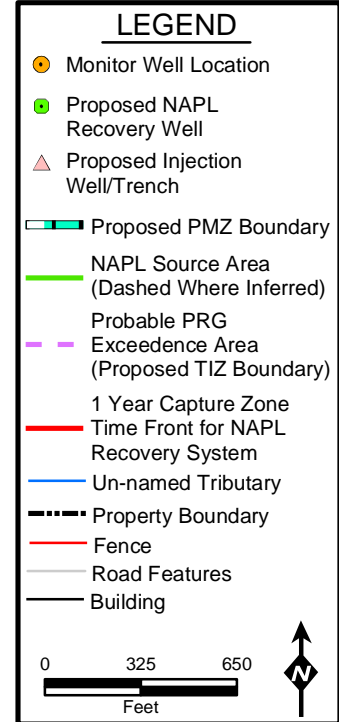 LEGEND
Monitor Well Location
Proposed NAPL
Recovery Well
Proposed Injection
Well/Trench
Proposed PMZ Boundary
NAPL Source Area
(Dashed Where Inferred)
Probable PRG
Exceedence Area
(Proposed TIZ Boundary)
1 Year Capture Zone
Time Front for NAPL
Recovery System
Un-named Tributary
Property Boundary
Fence
Road Features
Building
0 325 650
Feet
N